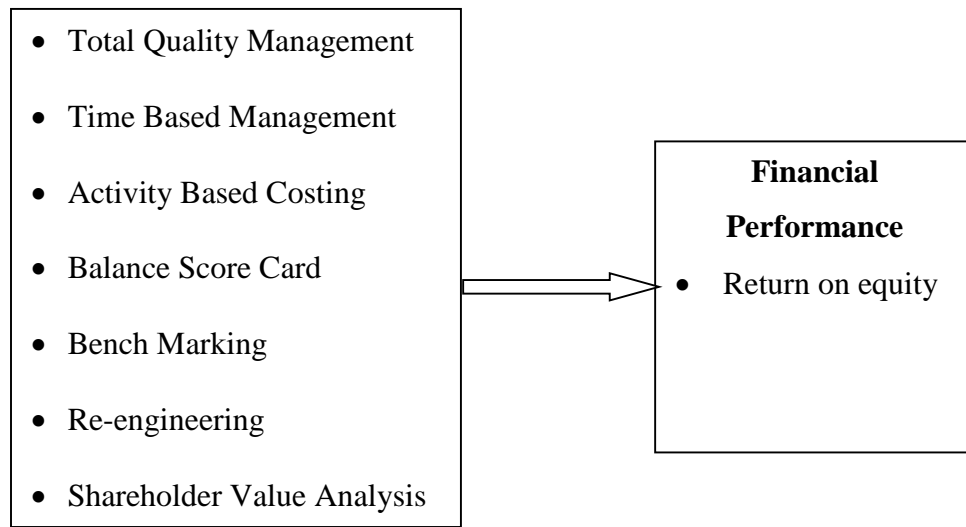 • Total Quality Management
• Time Based Management
• Activity Based Costing
• Balance Score Card
• Bench Marking
• Re-engineering
• Shareholder Value Analysis
Financial
Performance
• Return on equity